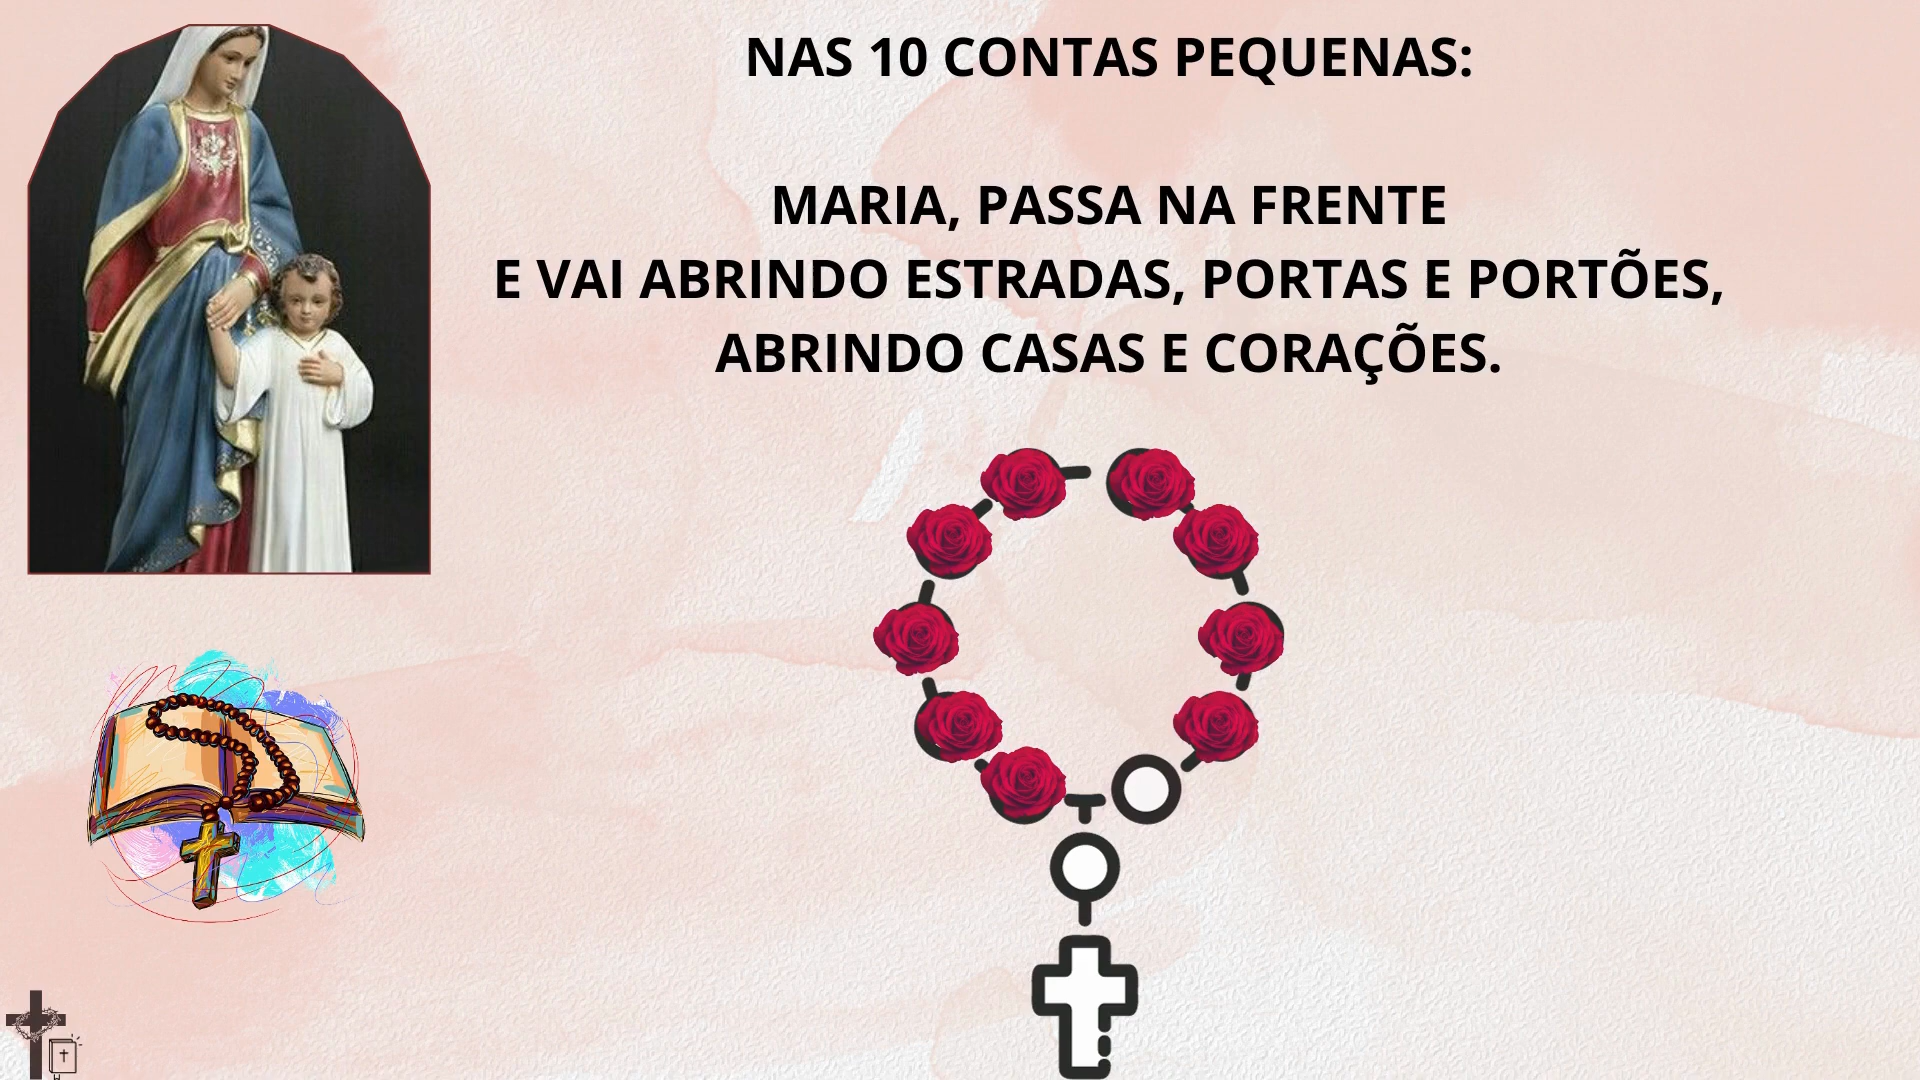 NAS 10 CONTAS PEQUENAS:
MARIA, PASSA NA FRENTE
E VAI ABRINDO ESTRADAS, PORTAS E PORTÕES,
ABRINDO CASAS E CORAÇÕES.